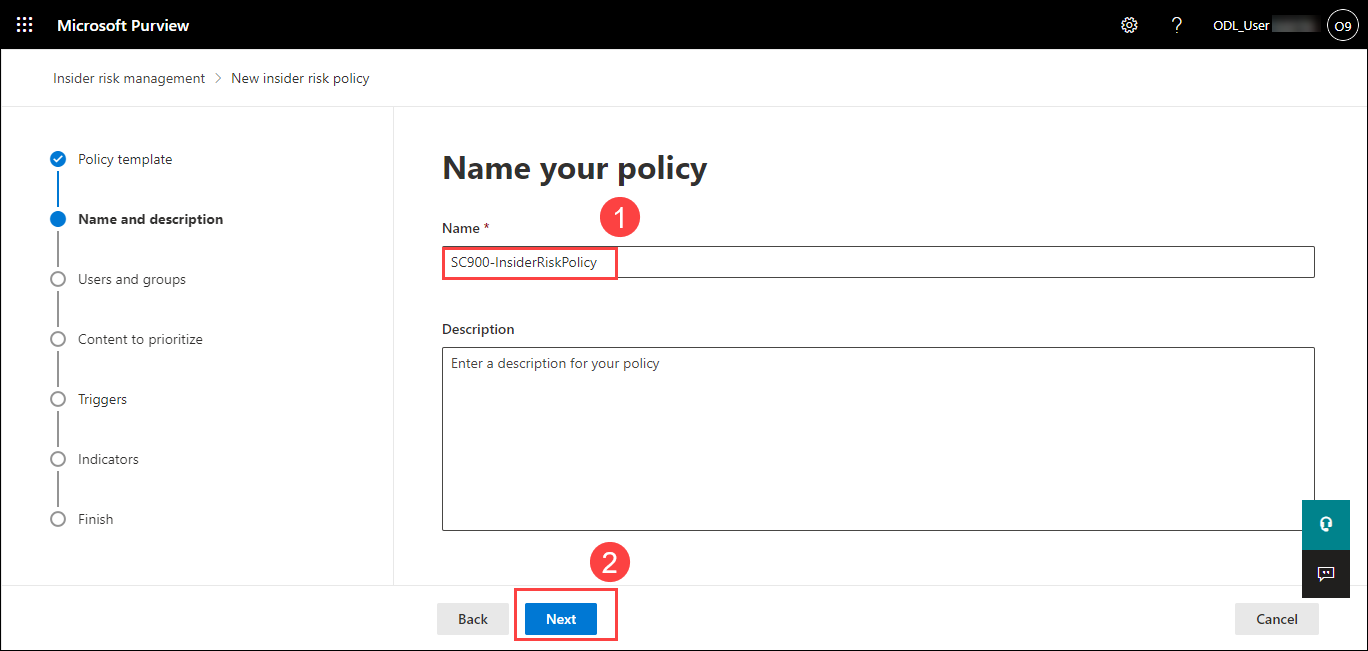 Microsoft Purview
? ODL_User O9
Insider risk management > New insider risk policy
Policy template
Name and description
Users and groups
Content to prioritize
Triggers
Indicators
Finish
Name your policy
1
Name *
SC900-InsiderRiskPolicy
Description
Enter a description for your policy
2
Back Next Cancel